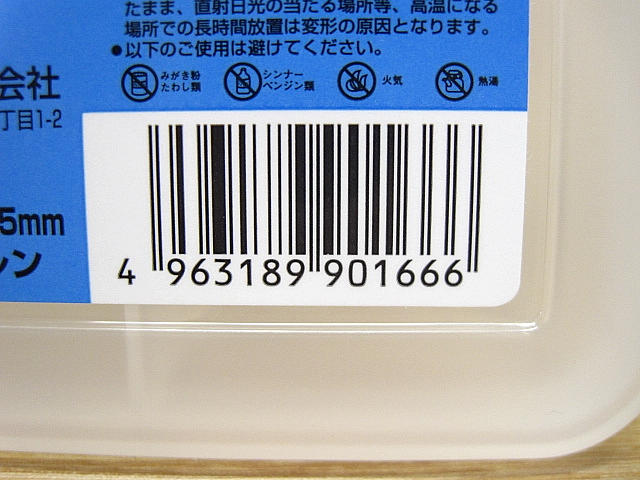 たまま、直射日光の当たる場所等、高温になる
場所での長時間放置は変形の原因となります。
●以下のご使用は避けてください。
みがき粉
たわし類
シンナー
ベンジン類
火気
熱湯
会社
丁目1-2
5mm
レン
4 963189 901666